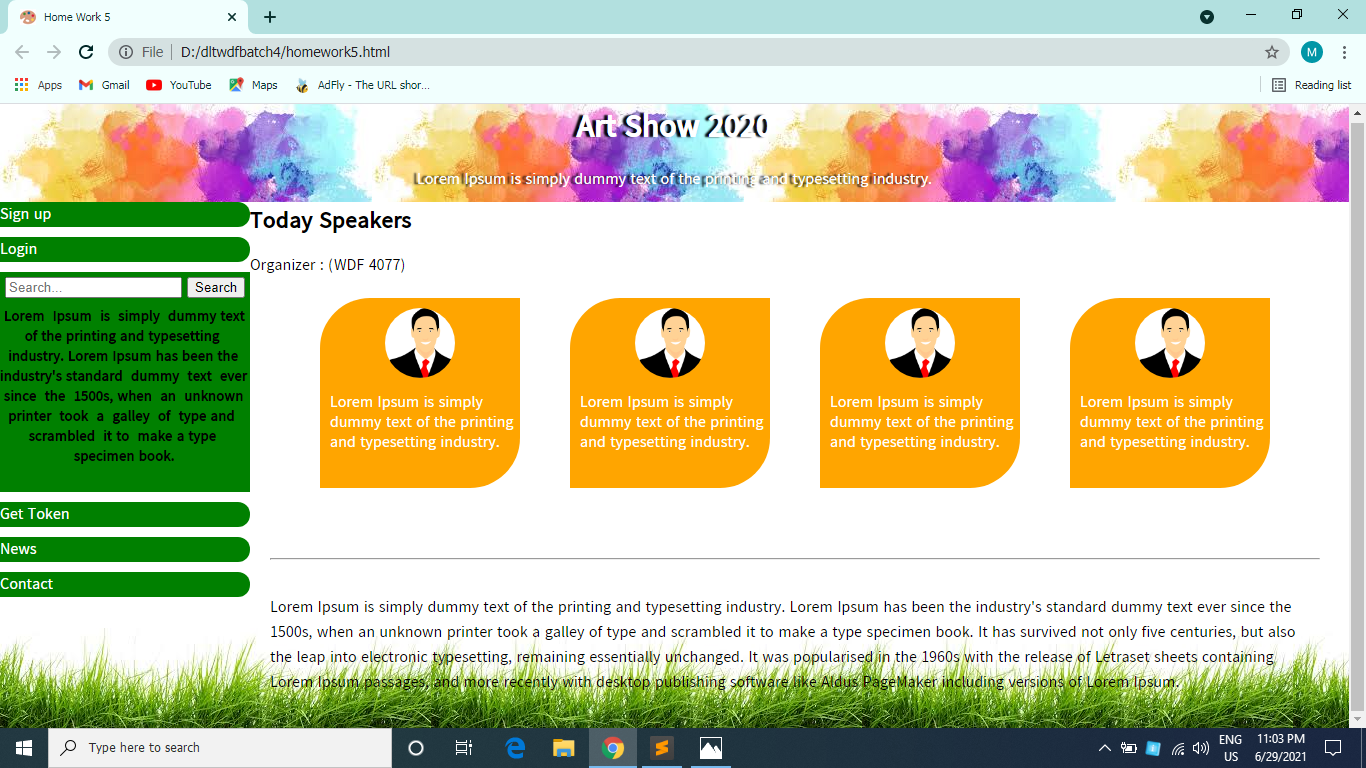 Home Work 5
File
D:/dltwdfbatch4/homework5.html
M
Apps
Gmail
YouTube
Maps
AdFly - The URL shor...
Reading list
Art Show 2020
Lorem Ipsum is simply dummy text of the printing and typesetting industry.
Sign up
Login
Search...
Search
Lorem Ipsum is simply dummy text
of the printing and typesetting
industry. Lorem Ipsum has been the
industry's standard dummy text ever
since the 1500s, when an unknown
printer took a galley of type and
scrambled it to make a type
specimen book.
Get Token
News
Contact
Today Speakers
Organizer : (WDF 4077)
Lorem Ipsum is simply
dummy text of the printing
and typesetting industry.
Lorem Ipsum is simply
dummy text of the printing
and typesetting industry.
Lorem Ipsum is simply
dummy text of the printing
and typesetting industry.
Lorem Ipsum is simply
dummy text of the printing
and typesetting industry.
Lorem Ipsum is simply dummy text of the printing and typesetting industry. Lorem Ipsum has been the industry's standard dummy text ever since the
1500s, when an unknown printer took a galley of type and scrambled it to make a type specimen book. It has survived not only five centuries, but also
the leap into electronic typesetting, remaining essentially unchanged. It was popularised in the 1960s with the release of Letraset sheets containing
Lorem Ipsum passages, and more recently with desktop publishing software like Aldus PageMaker including versions of Lorem Ipsum.
Type here to search
ENG
US
11:03 PM
6/29/2021